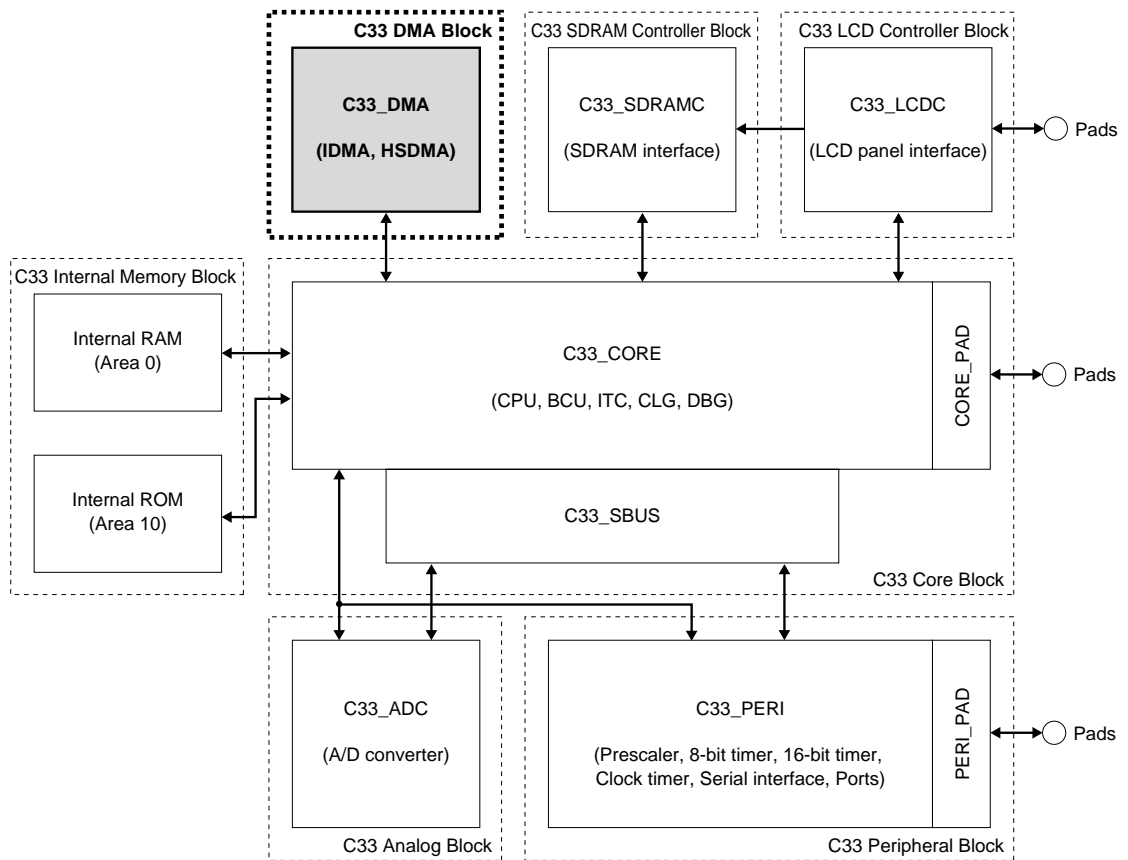 C33 DMA Block
C33_DMA
(IDMA, HSDMA)
C33 SDRAM Controller Block
C33_SDRAMC
(SDRAM interface)
C33 LCD Controller Block
C33_LCDC
(LCD panel interface)
Pads
C33 Internal Memory Block
Internal RAM
(Area 0)
Internal ROM
(Area 10)
C33_CORE
(CPU, BCU, ITC, CLG, DBG)
CORE_PAD
Pads
C33_SBUS
C33 Core Block
C33_ADC
(A/D converter)
C33 Analog Block
C33_PERI
(Prescaler, 8-bit timer, 16-bit timer,
Clock timer, Serial interface, Ports)
PERI_PAD
Pads
C33 Peripheral Block